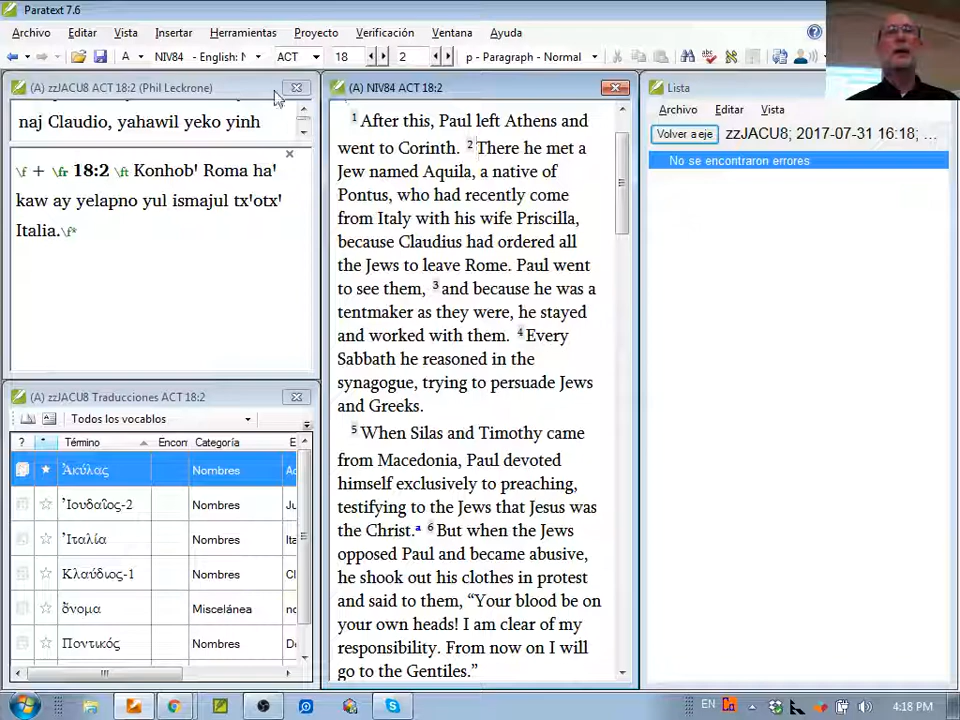 Paratext 7.6
Archivo Editar Vista Insertar Herramientas Proyecto Verificación Ventana Ayuda
A NIV84 - English: N ACT 18 2 p - Paragraph - Normal
(A) zzJACU8 ACT 18:2 (Phil Leckrone)
naj Claudio, yahawil yeko yinh
\f + \fr 18:2 \ft Konhobꞌ Roma haꞌ
kaw ay yelapno yul ismajul txꞌotxꞌ
Italia.\f*
(A) zzJACU8 Traducciones ACT 18:2
Todos los vocablos
? * Término Encon Categoría E
Ἀκύλας Nombres Ac
Ἰουδαῖος-2 Nombres Ju
Ἰταλία Nombres Ita
Κλαύδιος-1 Nombres Cl
ὄνομα Miscelánea no
Ποντικός Nombres De
(A) NIV84 ACT 18:2
1 After this, Paul left Athens and
went to Corinth. 2 There he met a
Jew named Aquila, a native of
Pontus, who had recently come
from Italy with his wife Priscilla,
because Claudius had ordered all
the Jews to leave Rome. Paul went
to see them, 3 and because he was a
tentmaker as they were, he stayed
and worked with them. 4 Every
Sabbath he reasoned in the
synagogue, trying to persuade Jews
and Greeks.
5 When Silas and Timothy came
from Macedonia, Paul devoted
himself exclusively to preaching,
testifying to the Jews that Jesus was
the Christ. a 6 But when the Jews
opposed Paul and became abusive,
he shook out his clothes in protest
and said to them, “Your blood be on
your own heads! I am clear of my
responsibility. From now on I will
go to the Gentiles.”
Lista
Archivo Editar Vista
Volver a eje zzJACU8; 2017-07-31 16:18; ...
No se encontraron errores
EN 4:18 PM